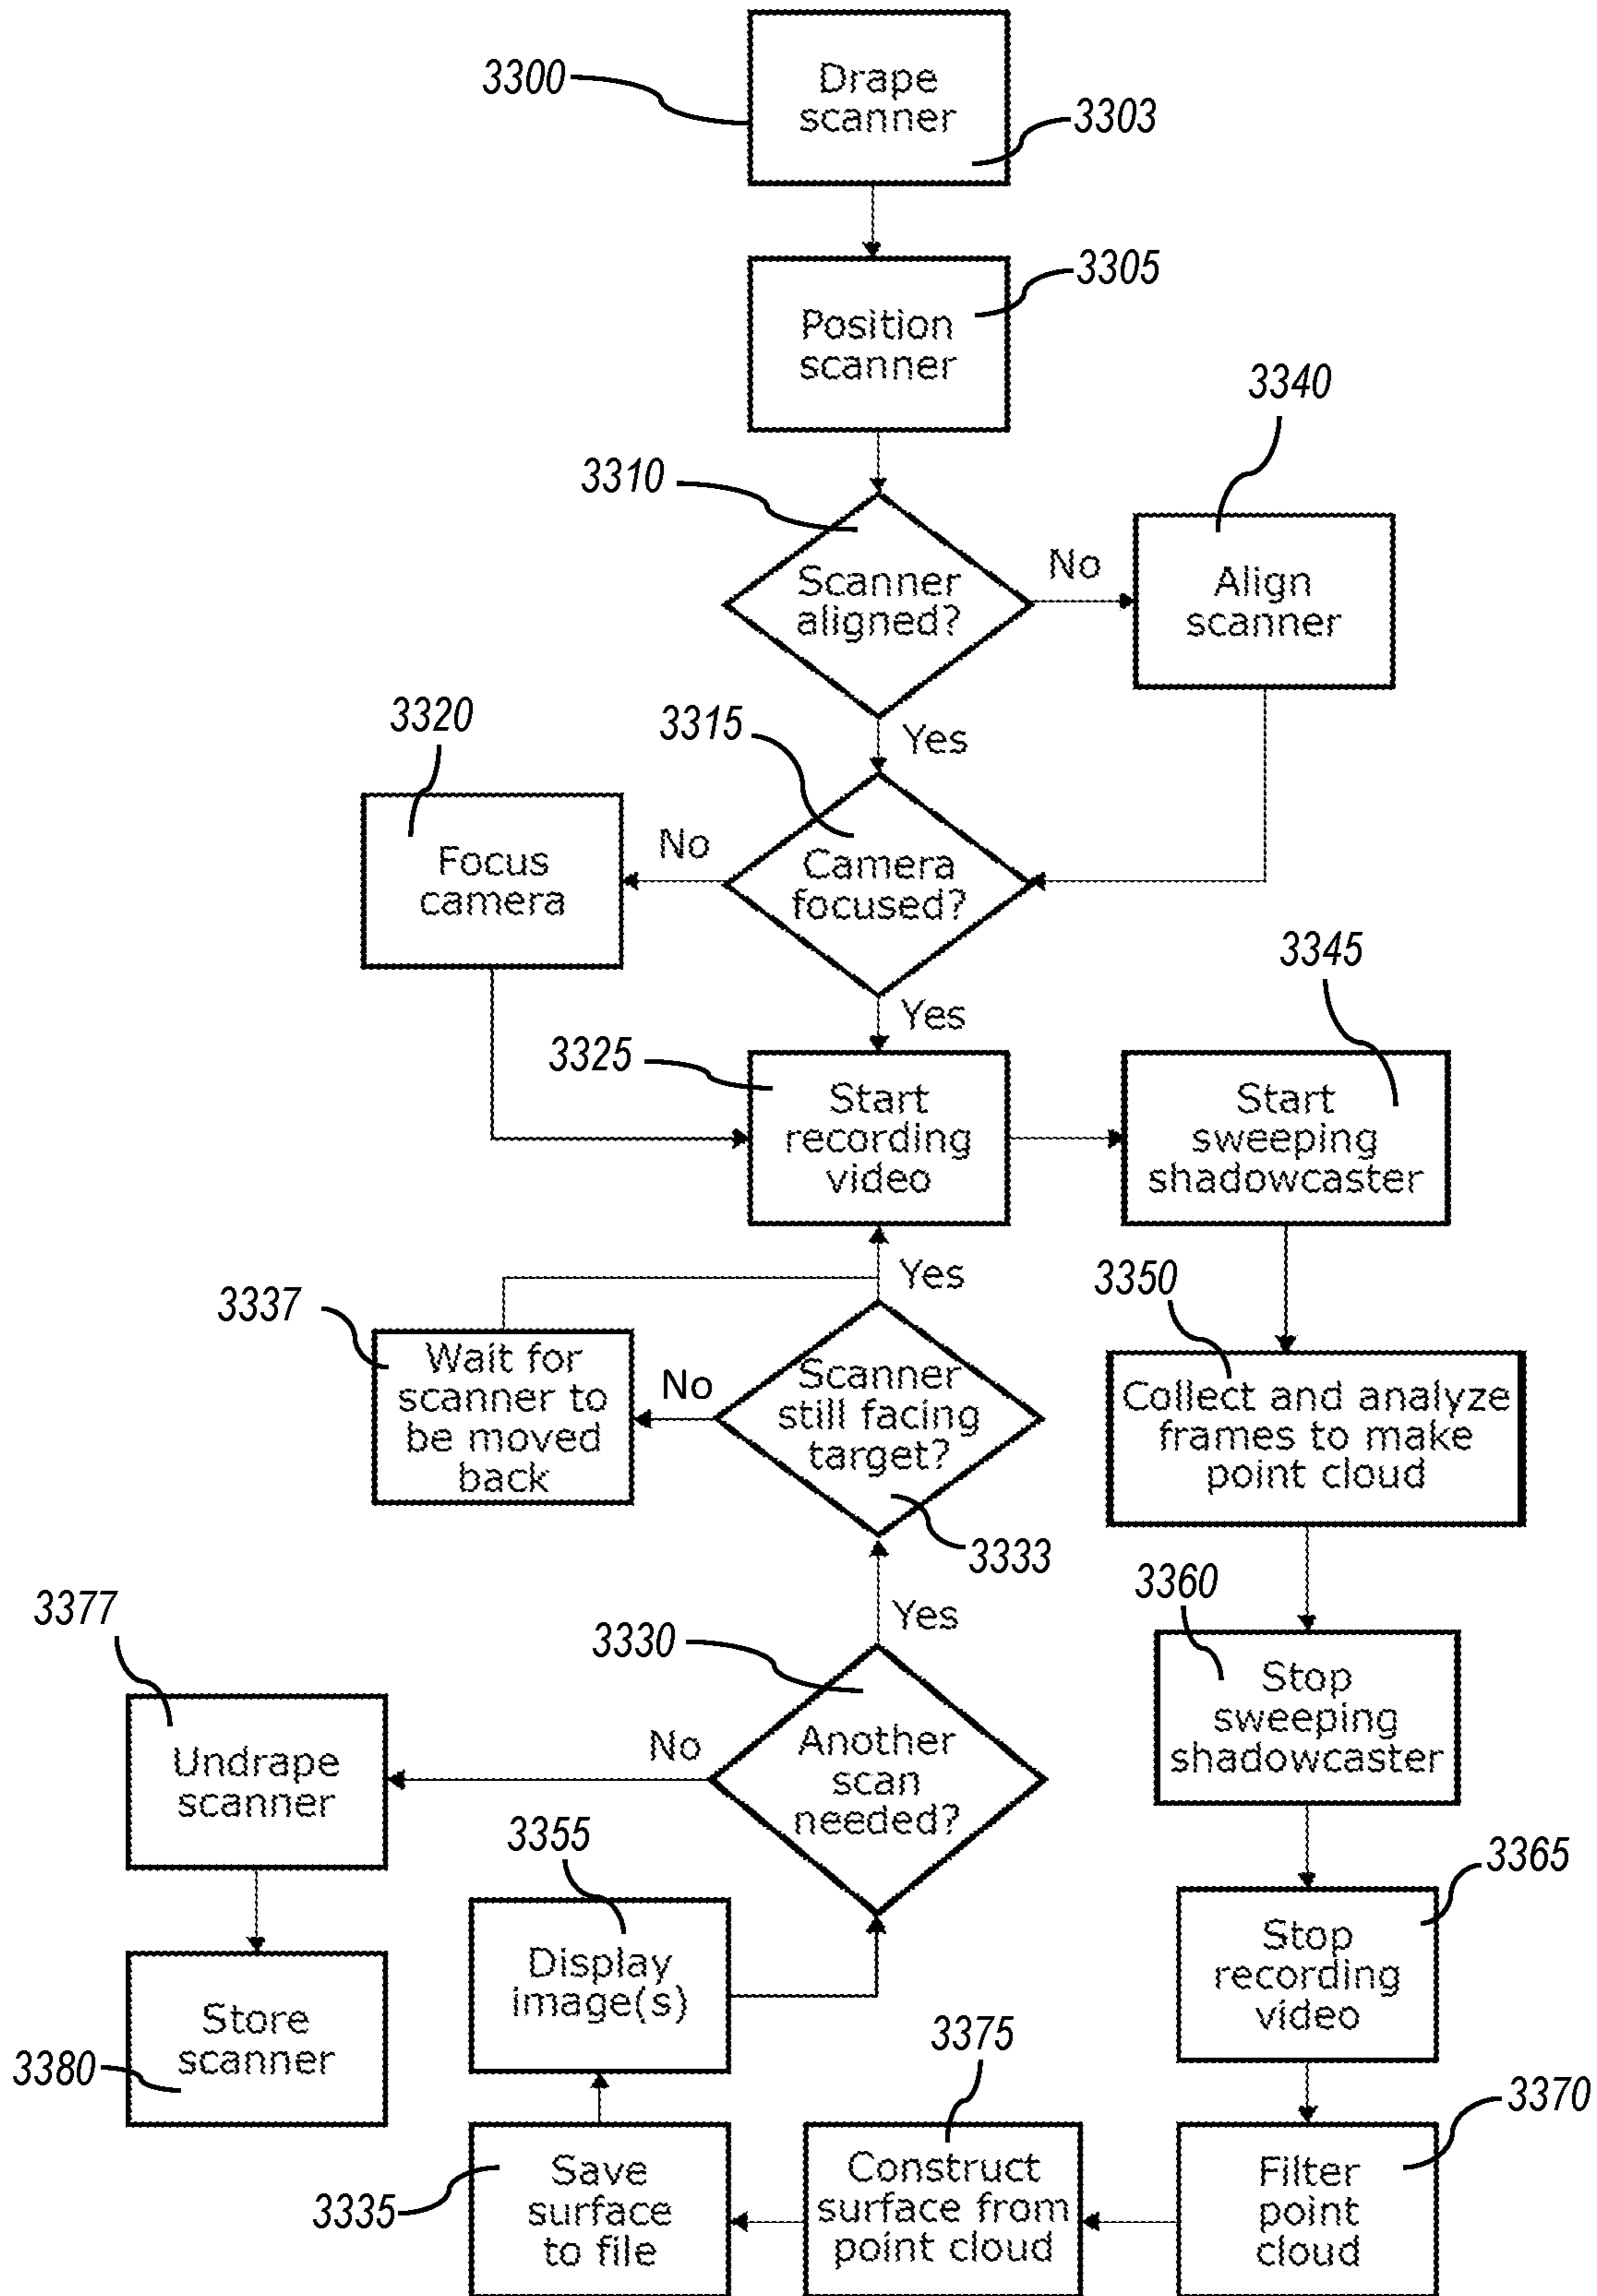 3300
Drape
scanner
3303
3305
Position
scanner
3340
3310
Scanner
aligned?
No
Align
scanner
Yes
3320
3315
Focus
camera
No
Camera
focused?
Yes
3345
3325
Start
recording
video
Start
sweeping
shadowcaster
Yes
3337
Wait for
scanner to
be moved
back
No
Scanner
still facing
target?
3333
3350
Collect and analyze
frames to make
point cloud
Yes
3377
3330
3360
Undrape
scanner
No
Another
scan
needed?
Stop
sweeping
shadowcaster
3355
Display
image(s)
3365
Stop
recording
video
Store
scanner
3380
3375
3370
3335
Save
surface
to file
Construct
surface from
point cloud
Filter
point
cloud